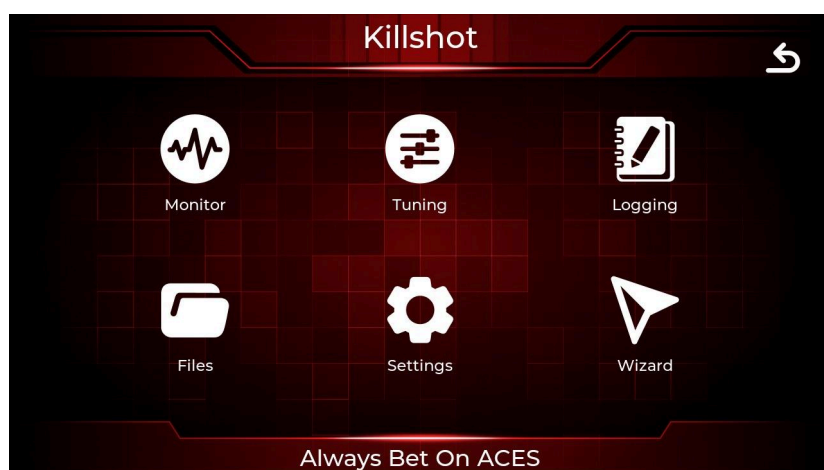 Killshot
Monitor
Tuning
Logging
Files
Settings
Wizard
Always Bet On ACES